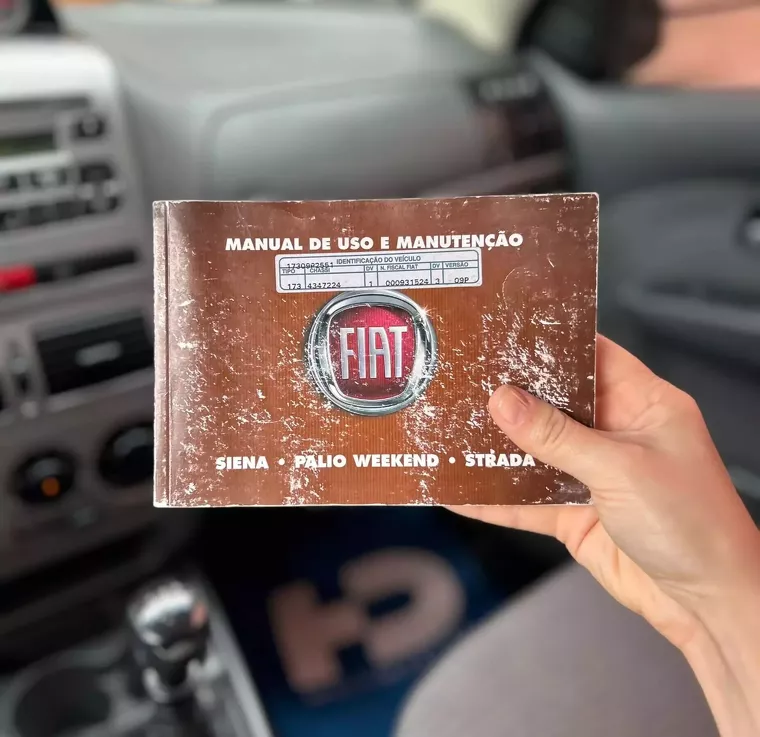 MANUAL DE USO E MANUTENÇÃO
17309P2551 IDENTIFICAÇÃO DO VEÍCULO
TIPO CHASSI DV N. FISCAL FIAT DV VERSÃO
173 4347224 1 000931524 3 09P
FIAT
SIENA • PALIO WEEKEND • STRADA